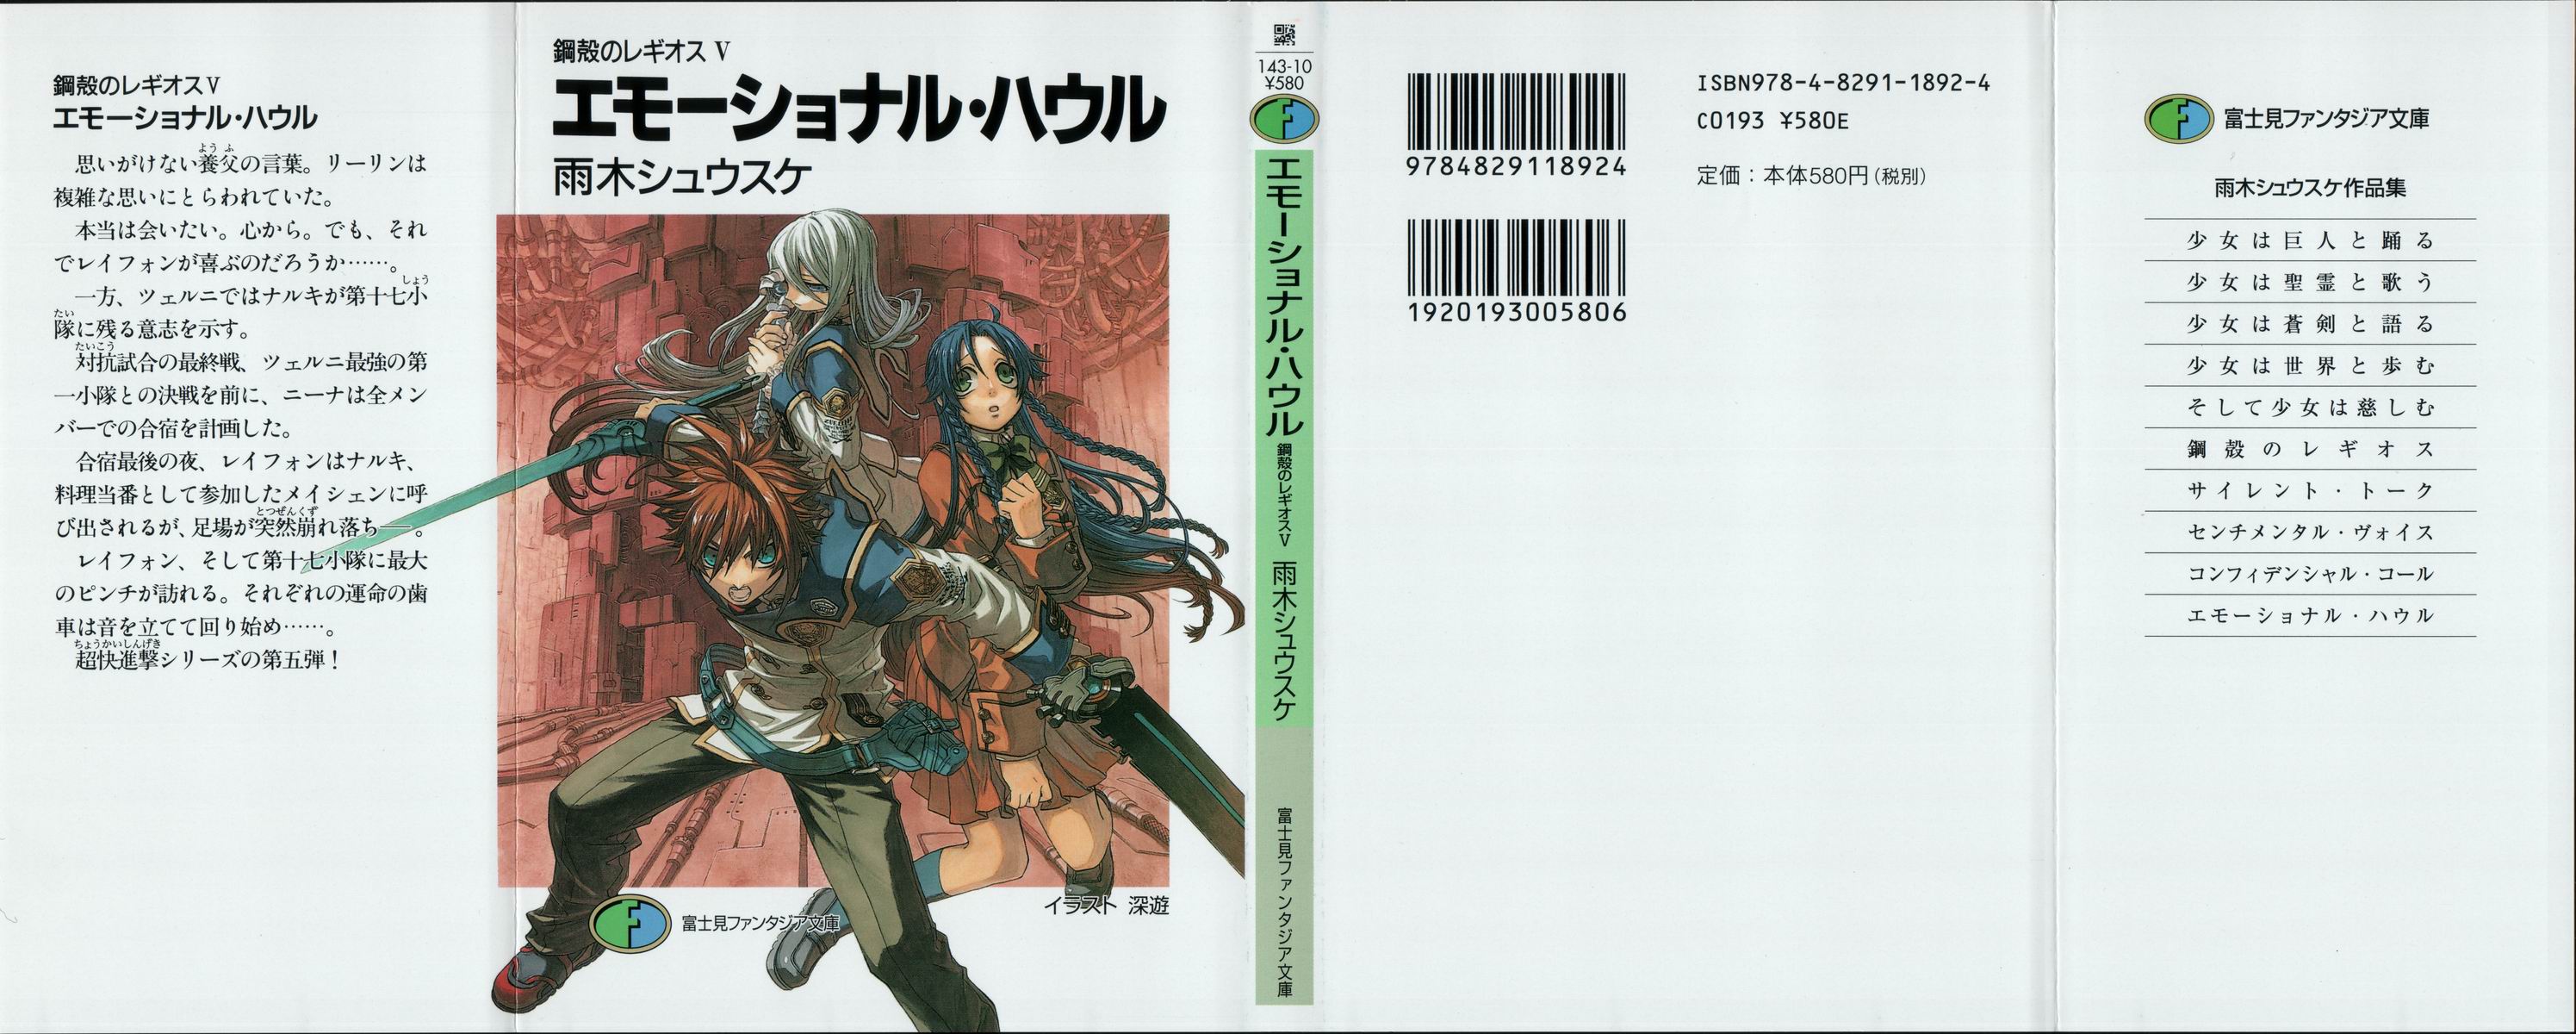 鋼殻のレギオスⅤ
エモーショナル・ハウル
思いがけない養父の言葉。リーリンは
複雑な思いにとらわれていた。
本当は会いたい。心から。でも、それ
でレイフォンが喜ぶのだろうか……。
一方、ツェルニではナルキが第十七小
隊に残る意志を示す。
対抗試合の最終戦、ツェルニ最強の第
一小隊との決戦を前に、ニーナは全メン
バーでの合宿を計画した。
合宿最後の夜、レイフォンはナルキ、
料理当番として参加したメイシェンに呼
び出されるが、足場が突然崩れ落ち──。
レイフォン、そして第十七小隊に最大
のピンチが訪れる。それぞれの運命の歯
車は音を立てて回り始め……。
超快進撃シリーズの第五弾！
鋼殻のレギオス Ⅴ
エモーショナル・ハウル
雨木シュウスケ
イラスト 深遊
富士見ファンタジア文庫
143-10
¥580
エモーショナル・ハウル
鋼殻のレギオスⅤ
雨木シュウスケ
富士見ファンタジア文庫
9784829118924
1920193005806
ISBN978-4-8291-1892-4
C0193 ¥580E
定価：本体580円(税別)
富士見ファンタジア文庫
雨木シュウスケ作品集
少女は巨人と踊る
少女は聖霊と歌う
少女は蒼剣と語る
少女は世界と歩む
そして少女は慈しむ
鋼殻のレギオス
サイレント・トーク
センチメンタル・ヴォイス
コンフィデンシャル・コール
エモーショナル・ハウル